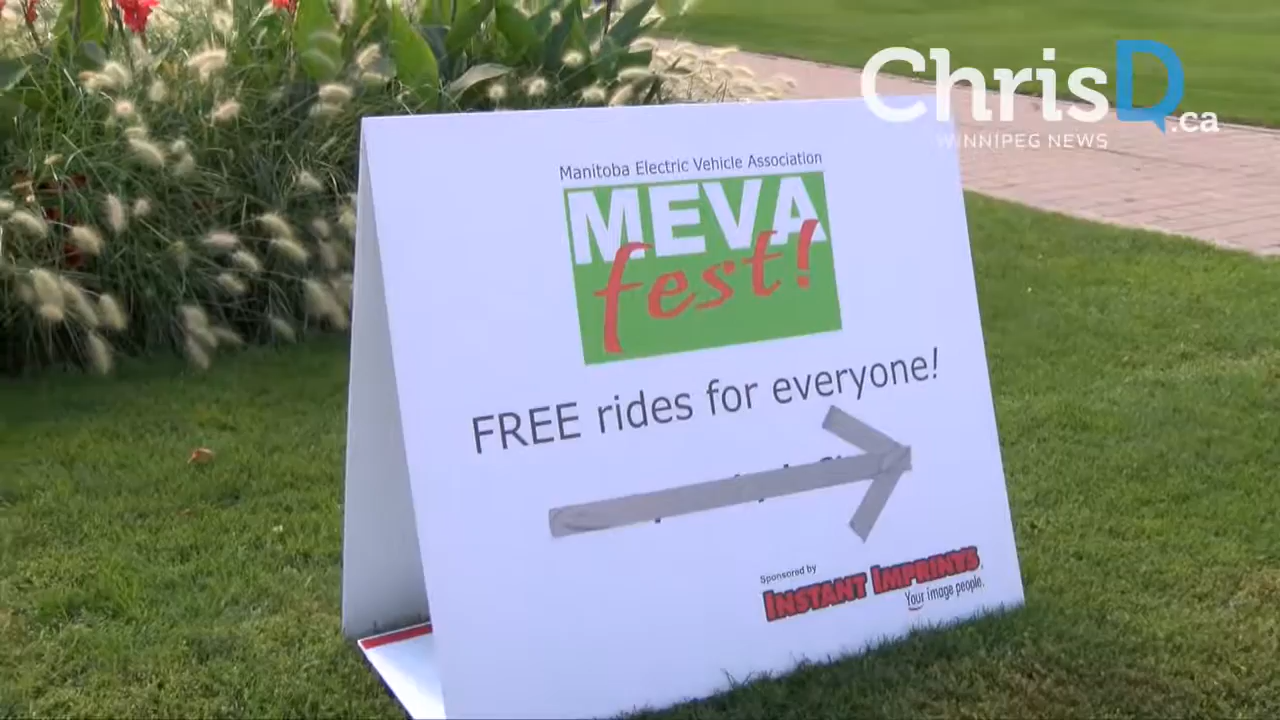 ChrisD.ca
WINNIPEG NEWS
Manitoba Electric Vehicle Association
MEVA
fest!
FREE rides for everyone!
Sponsored by
INSTANT IMPRINTS
Your image people.